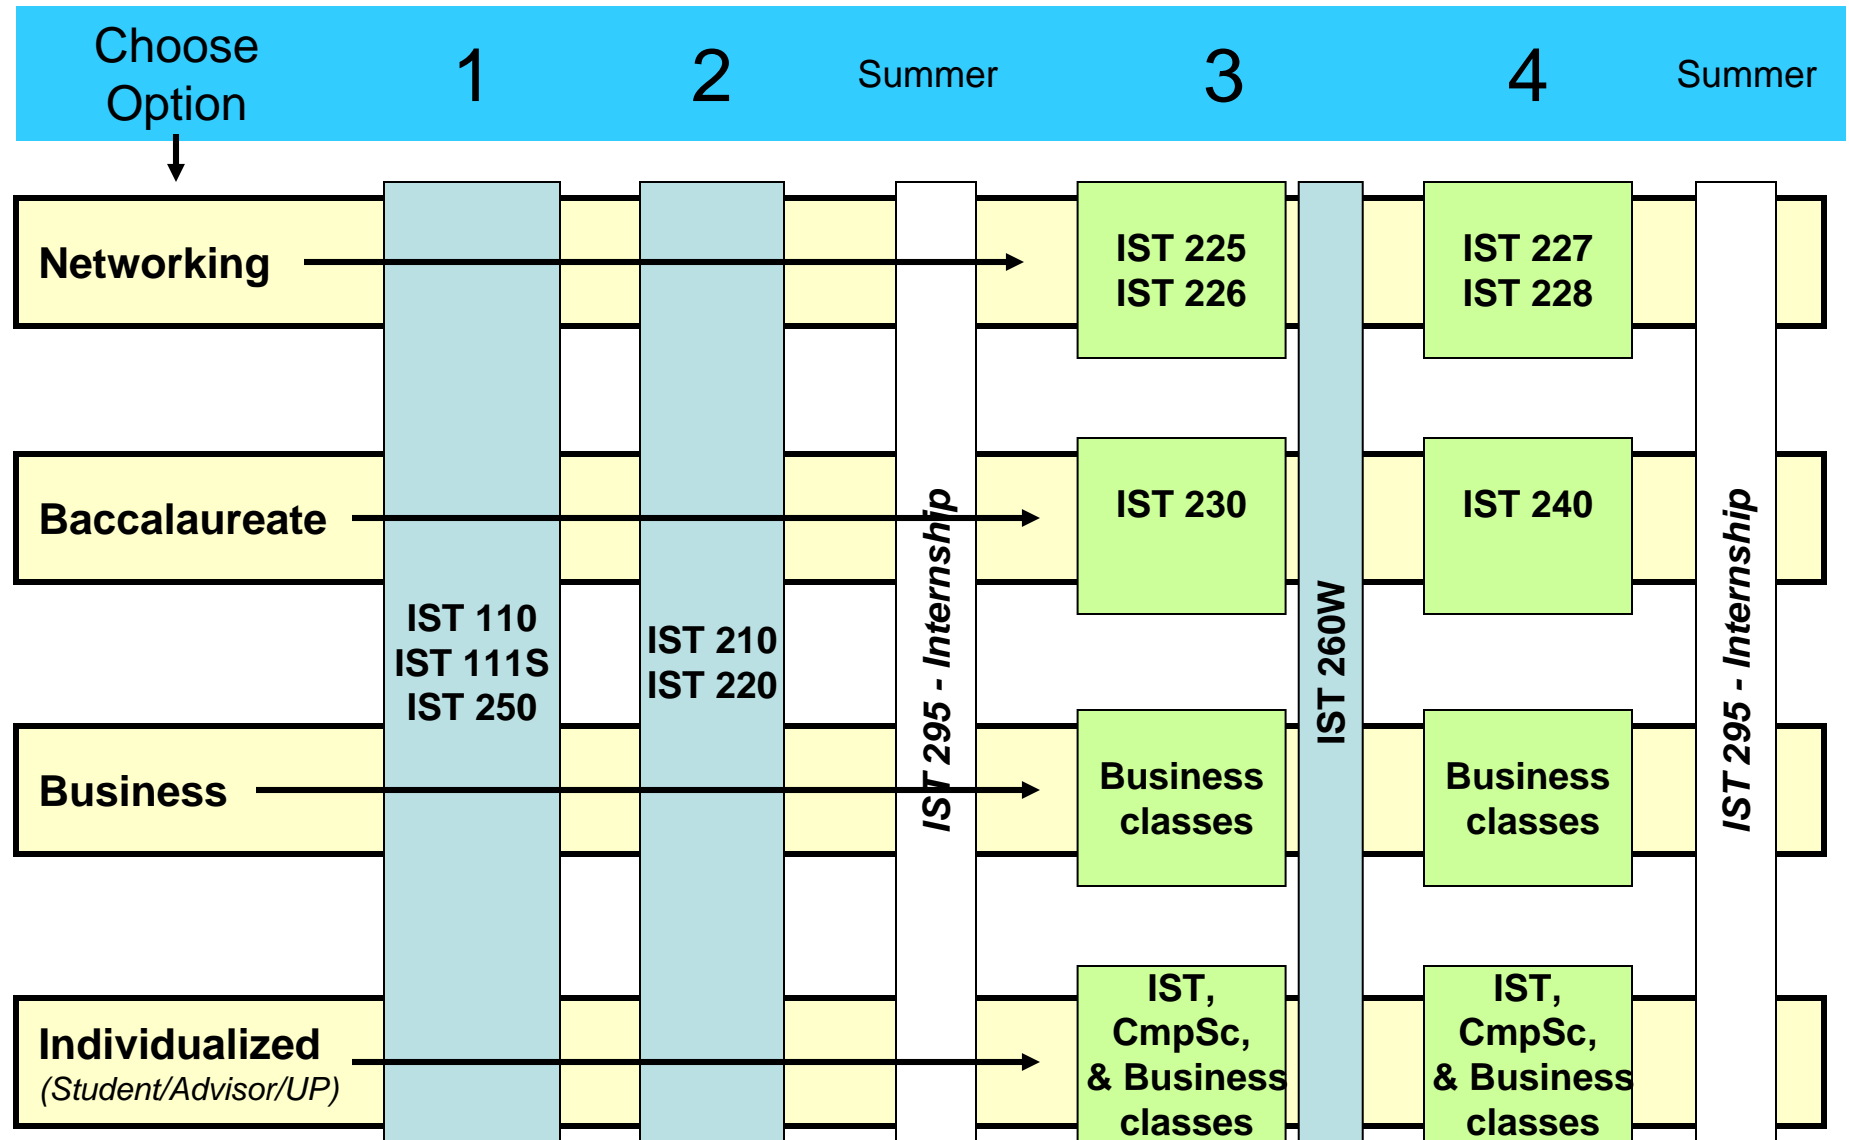 Choose
Option
1
2
Summer
3
4
Summer
Networking
IST 225
IST 226
IST 227
IST 228
Baccalaureate
IST 230
IST 240
IST 110
IST 111S
IST 250
IST 210
IST 220
IST 295 - Internship
IST 260W
IST 295 - Internship
Business
Business
classes
Business
classes
Individualized
(Student/Advisor/UP)
IST,
CmpSc,
& Business
classes
IST,
CmpSc,
& Business
classes